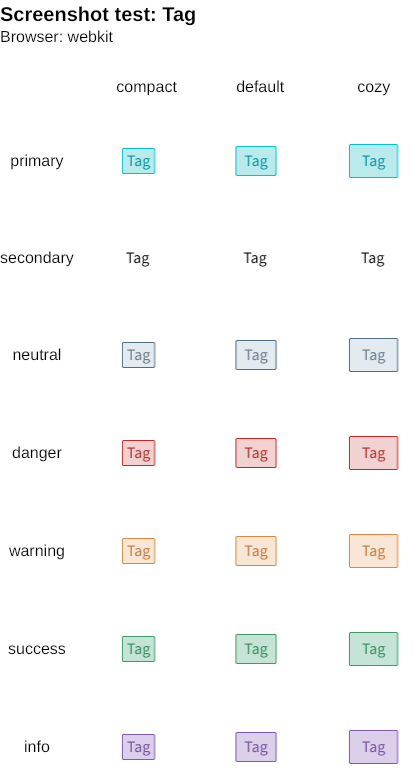 Screenshot test: Tag
Browser: webkit
compact default cozy
primary Tag Tag Tag
secondary Tag Tag Tag
neutral Tag Tag Tag
danger Tag Tag Tag
warning Tag Tag Tag
success Tag Tag Tag
info Tag Tag Tag